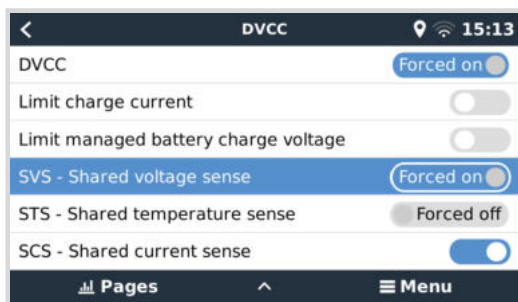 DVCC 15:13
DVCC Forced on
Limit charge current
Limit managed battery charge voltage
SVS - Shared voltage sense Forced on
STS - Shared temperature sense Forced off
SCS - Shared current sense
Pages Menu